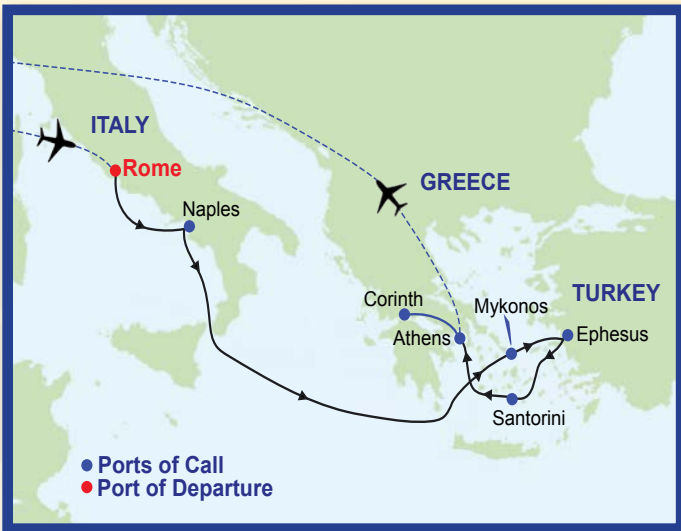 ITALY
Rome
Naples
GREECE
TURKEY
Corinth
Mykonos
Athens
Ephesus
Santorini
Ports of Call
Port of Departure